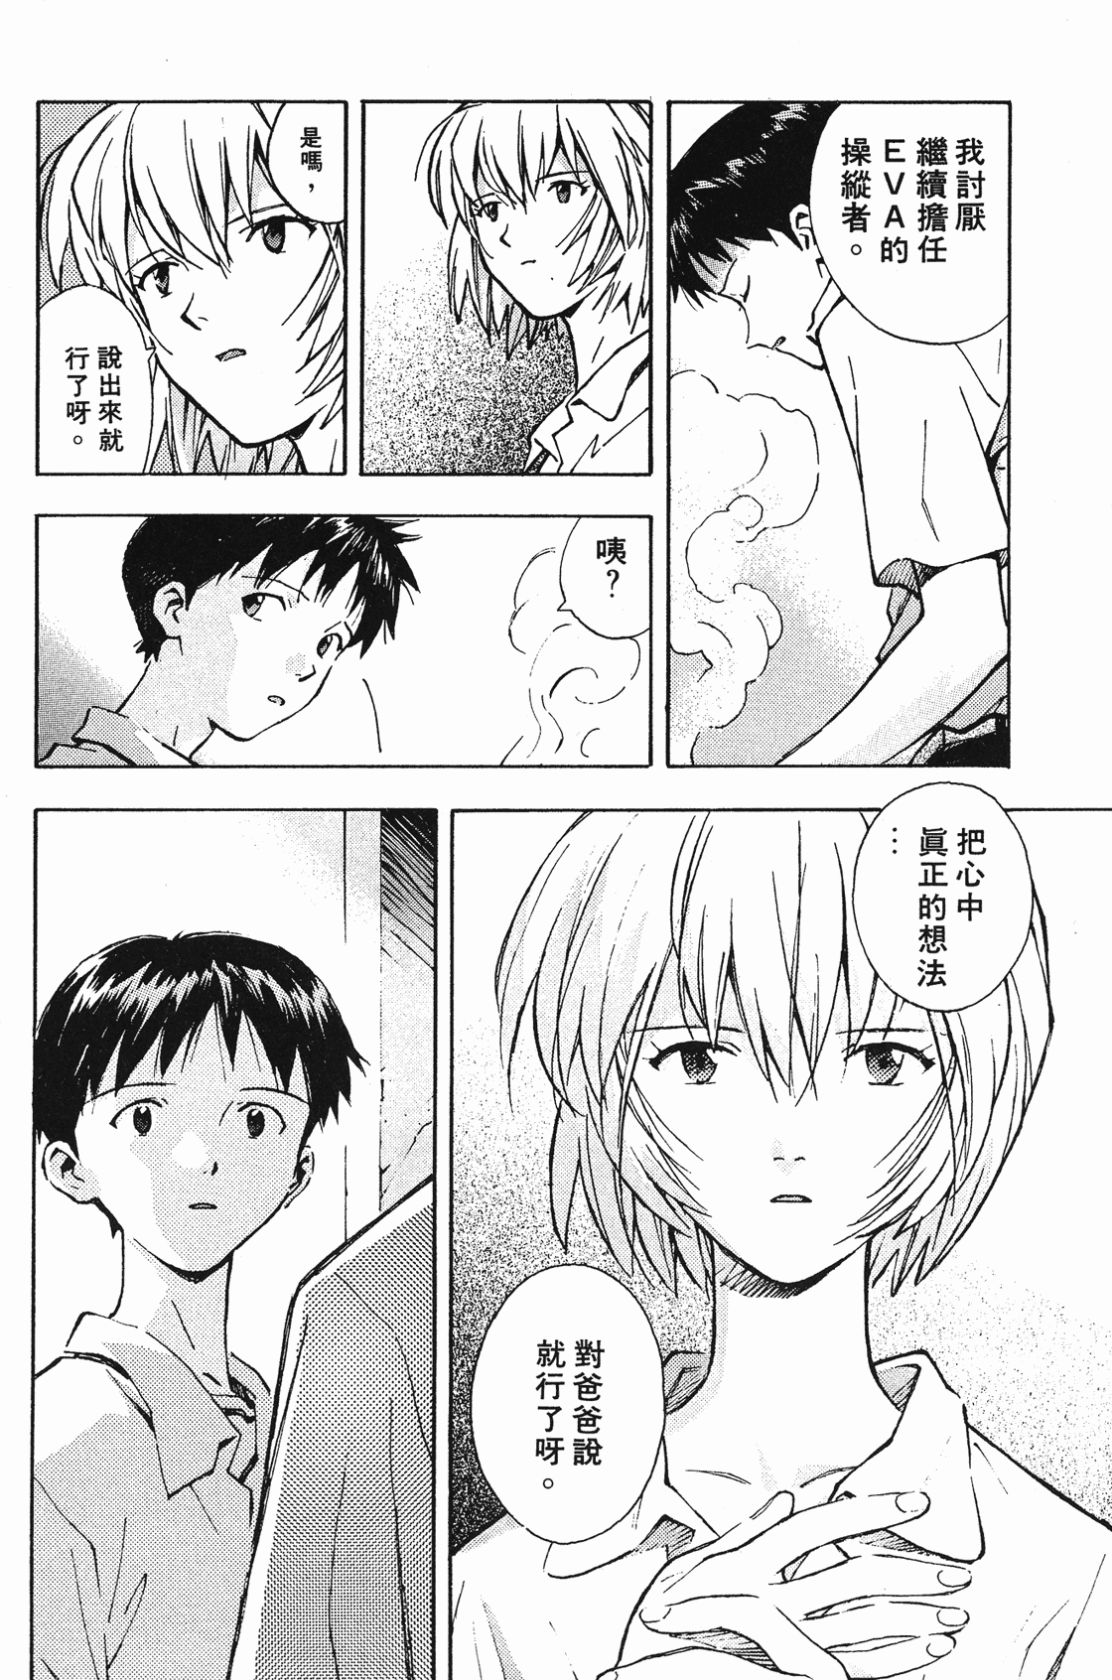 我討厭
繼續擔任
EVA的
操縱者。
是嗎，
說出來就
行了呀。
咦？
把心中
眞正的想法
…
對爸爸說
就行了呀。